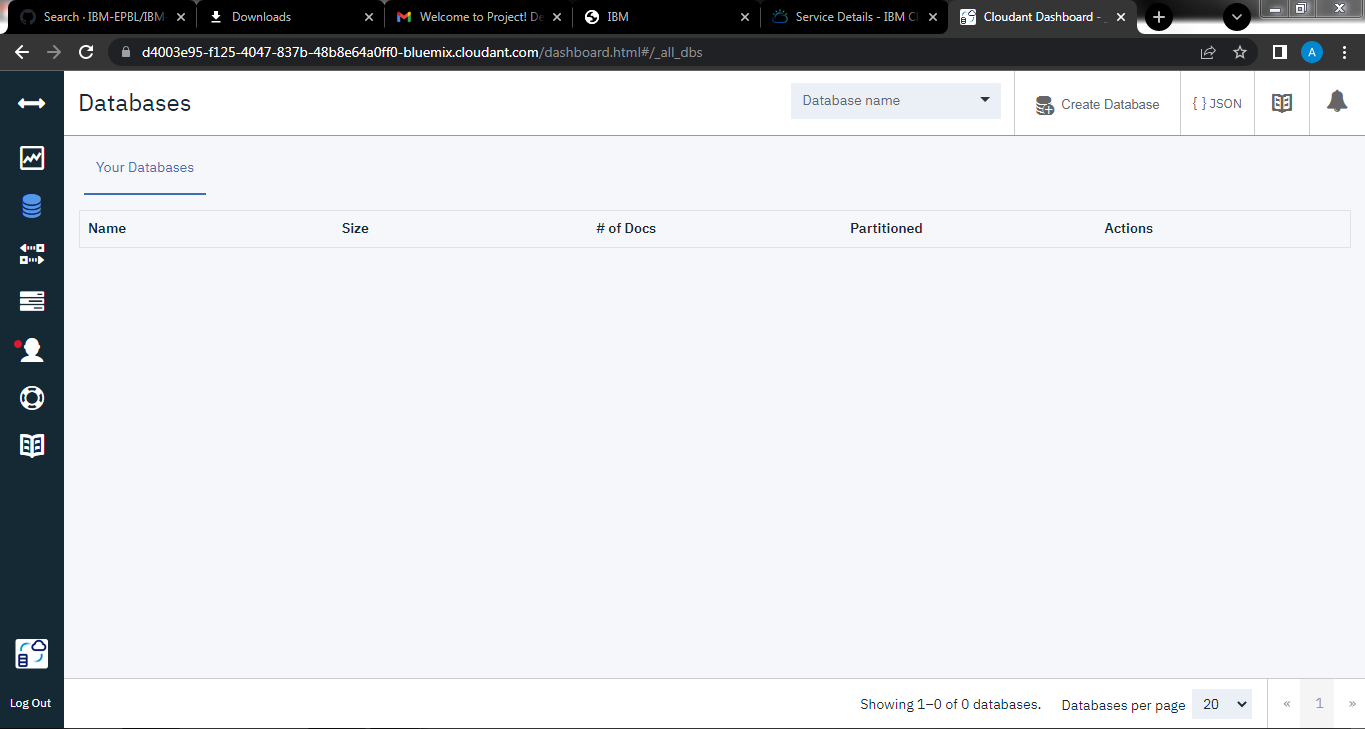 Search · IBM-EPBL/IBM
Downloads
Welcome to Project! De
IBM
Service Details - IBM Cl
Cloudant Dashboard -
d4003e95-f125-4047-837b-48b8e64a0ff0-bluemix.cloudant.com/dashboard.html#/_all_dbs
A
Databases
Database name
Create Database
{ } JSON
Your Databases
Name Size # of Docs Partitioned Actions
Log Out
Showing 1–0 of 0 databases.
Databases per page 20
« 1 »